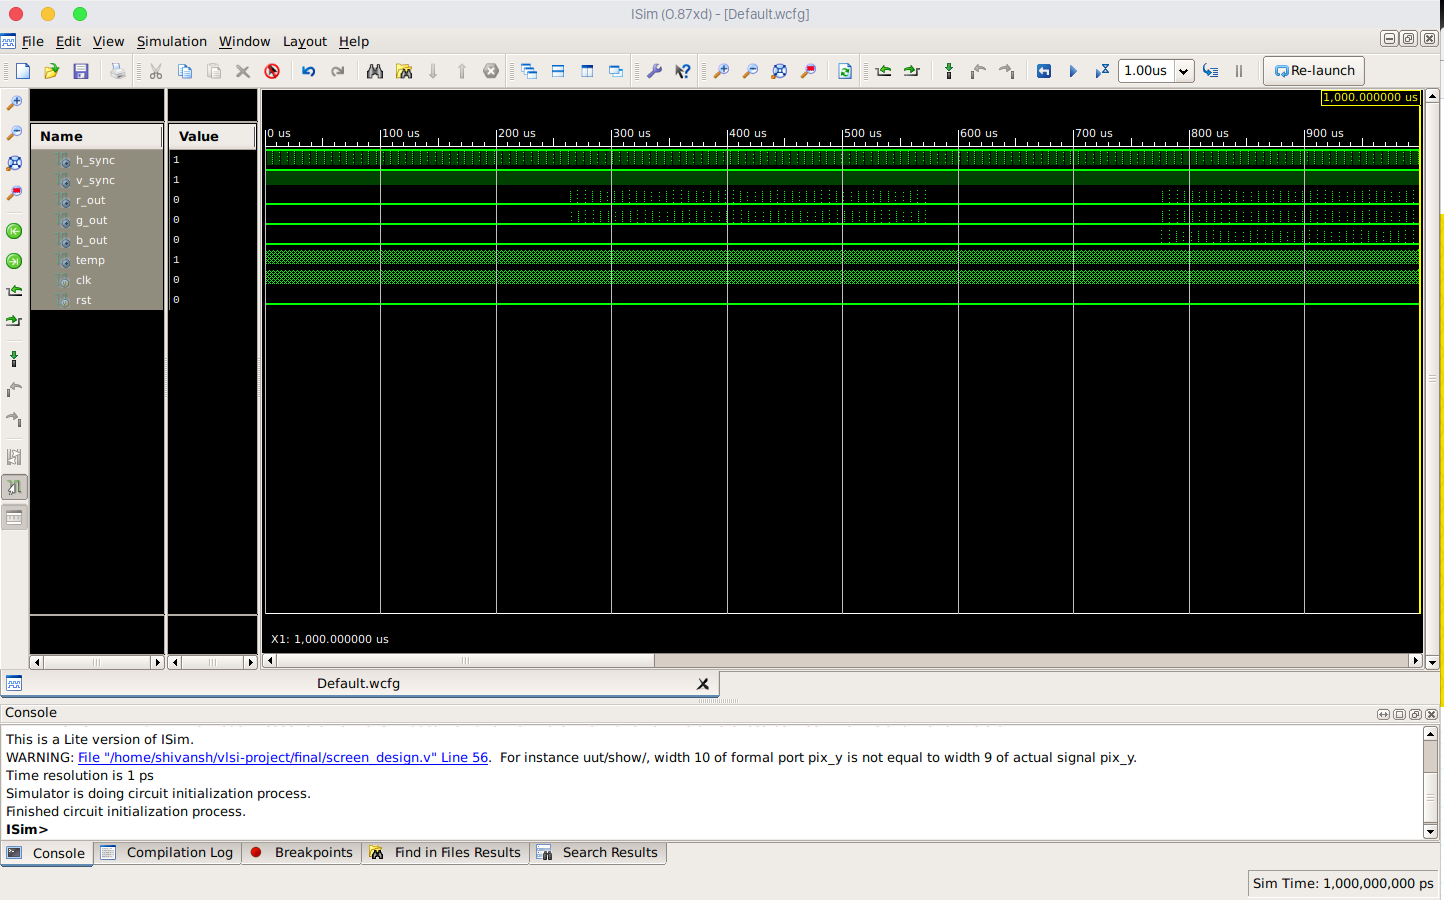 ISim (O.87xd) - [Default.wcfg]
File Edit View Simulation Window Layout Help
1.00us Re-launch
1,000.000000 us
Name Value
0 us 100 us 200 us 300 us 400 us 500 us 600 us 700 us 800 us 900 us
h_sync 1
v_sync 1
r_out 0
g_out 0
b_out 0
temp 1
clk 0
rst 0
X1: 1,000.000000 us
Default.wcfg
Console
This is a Lite version of ISim.
WARNING: File "/home/shivansh/vlsi-project/final/screen_design.v" Line 56. For instance uut/show/, width 10 of formal port pix_y is not equal to width 9 of actual signal pix_y.
Time resolution is 1 ps
Simulator is doing circuit initialization process.
Finished circuit initialization process.
ISim>
Console Compilation Log Breakpoints Find in Files Results Search Results
Sim Time: 1,000,000,000 ps